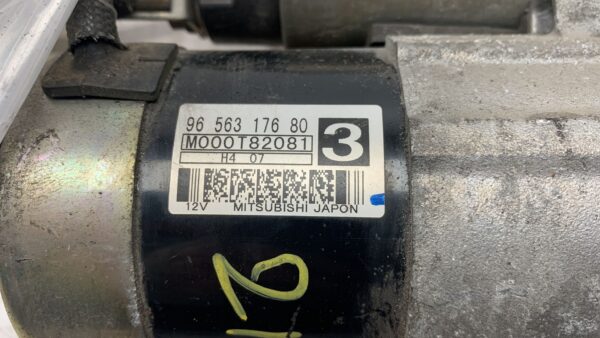 96 563 176 80
M000T82081
3
H4 07
12V MITSUBISHI JAPON